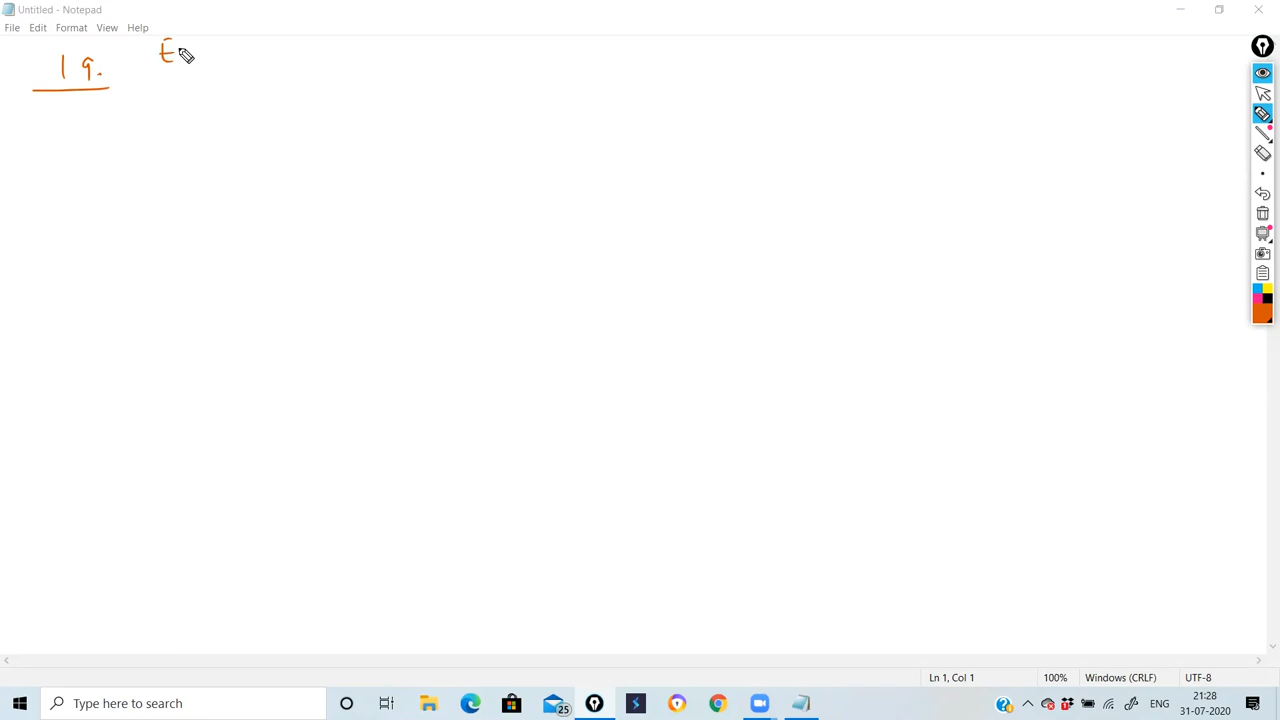 Untitled - Notepad
File Edit Format View Help
19.
E
Ln 1, Col 1 100% Windows (CRLF) UTF-8
Type here to search
25
ENG
21:28
31-07-2020